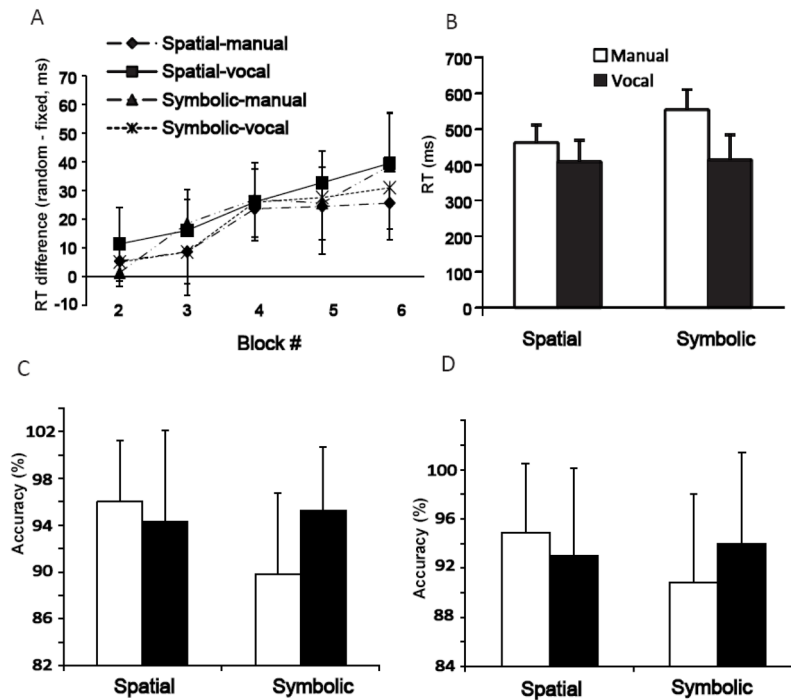 A
Spatial-manual
Spatial-vocal
Symbolic-manual
Symbolic-vocal
RT difference (random - fixed, ms)
70
60
50
40
30
20
10
0
-10
2 3 4 5 6
Block #
B
Manual
Vocal
RT (ms)
700
600
500
400
300
200
100
0
Spatial Symbolic
C
Accuracy (%)
102
98
94
90
86
82
Spatial Symbolic
D
Accuracy (%)
100
96
92
88
84
Spatial Symbolic